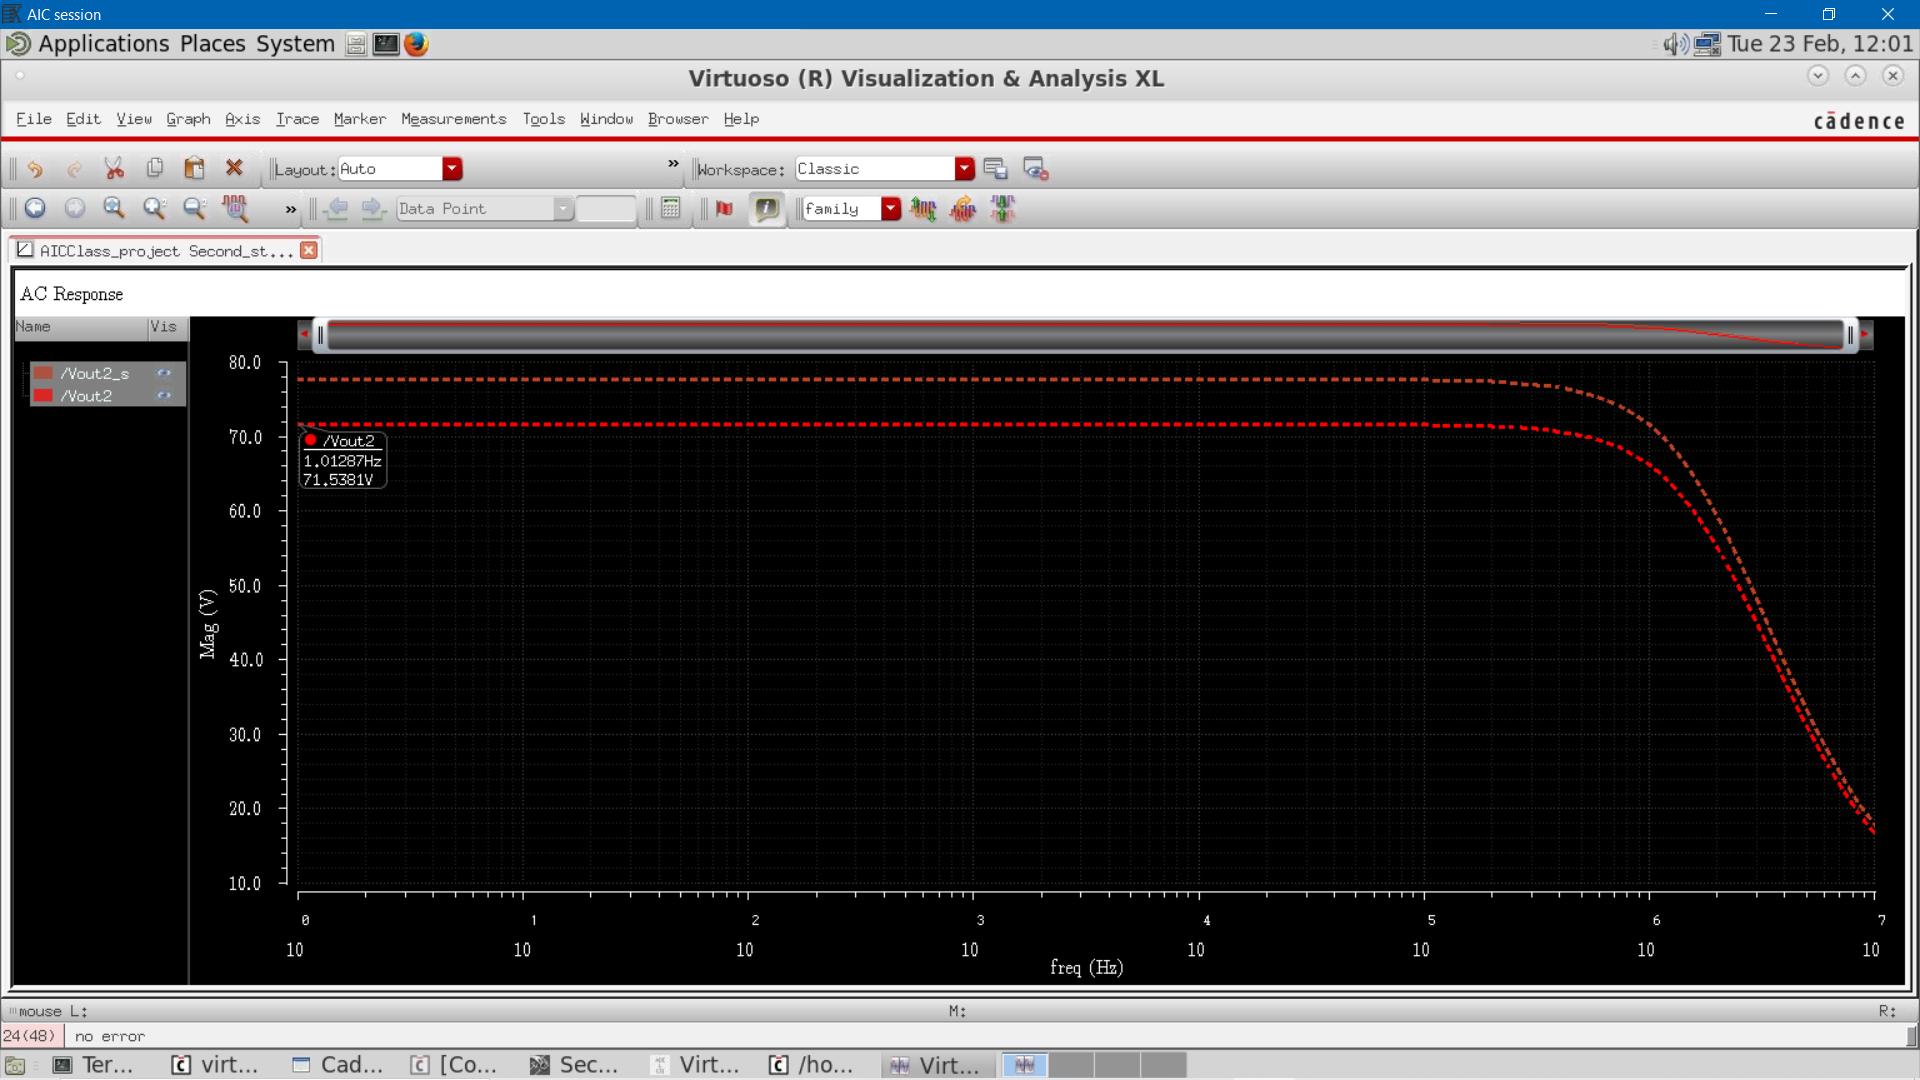 AIC session
Applications Places System
Tue 23 Feb, 12:01
Virtuoso (R) Visualization & Analysis XL
File Edit View Graph Axis Trace Marker Measurements Tools Window Browser Help
cādence
Layout: Auto
»
Workspace: Classic
»
Data Point
family
AICClass_project Second_st...
AC Response
Name Vis
/Vout2_s
/Vout2
80.0
70.0
60.0
50.0
40.0
30.0
20.0
10.0
Mag (V)
/Vout2
1.01287Hz
71.5381V
0 1 2 3 4 5 6 7
10 10 10 10 10 10 10 10
freq (Hz)
mouse L: M: R:
24(48) no error
Ter... virt... Cad... [Co... Sec... Virt... /ho... Virt...